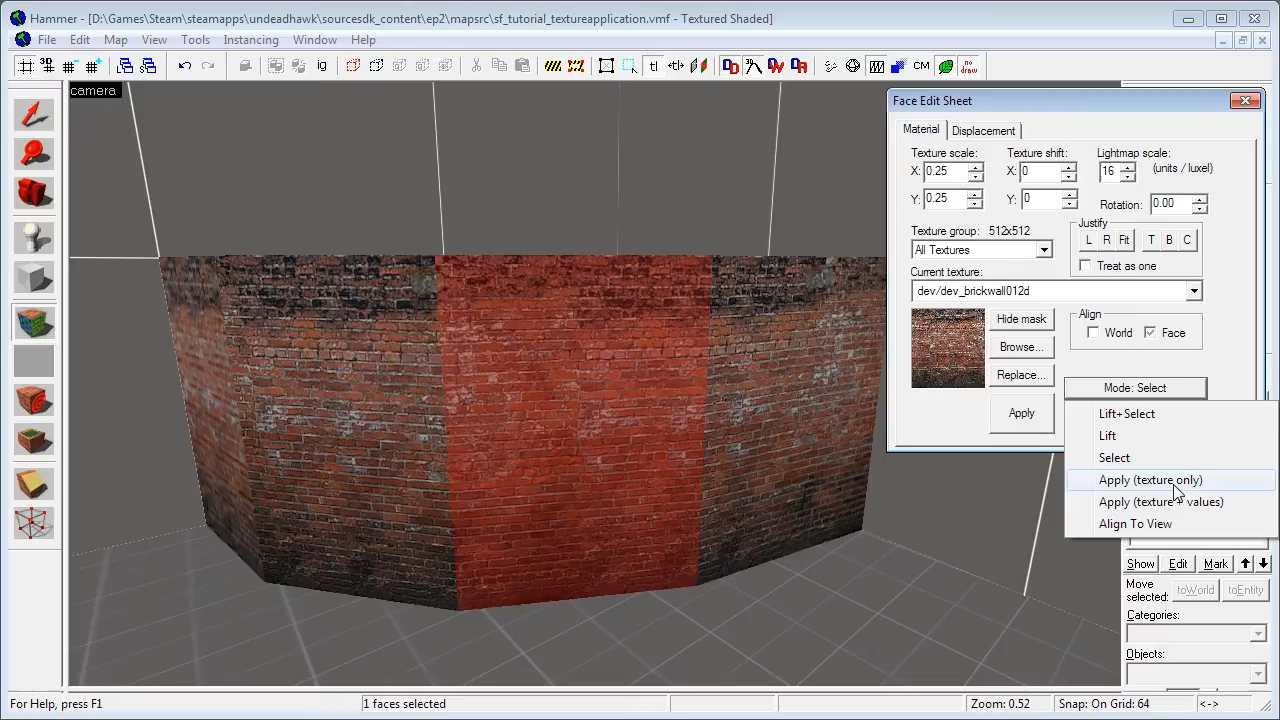 Hammer - [D:\Games\Steam\steamapps\undeadhawk\sourcesdk_content\ep2\mapsrc\sf_tutorial_textureapplication.vmf - Textured Shaded]
File Edit Map View Tools Instancing Window Help
ig tl CM no draw
camera
Face Edit Sheet
Material Displacement
Texture scale: Texture shift: Lightmap scale:
X: 0.25 X: 0 16 (units / luxel)
Y: 0.25 Y: 0 Rotation: 0.00
Texture group: 512x512 Justify
All Textures L R Fit T B C
Current texture: Treat as one
dev/dev_brickwall012d
Hide mask Align
World Face
Browse...
Replace... Mode: Select
Apply
Lift+Select
Lift
Select
Apply (texture only)
Apply (texture + values)
Align To View
Show Edit Mark
Move selected: toWorld toEntity
Categories:
Objects:
For Help, press F1 1 faces selected Zoom: 0.52 Snap: On Grid: 64 <->